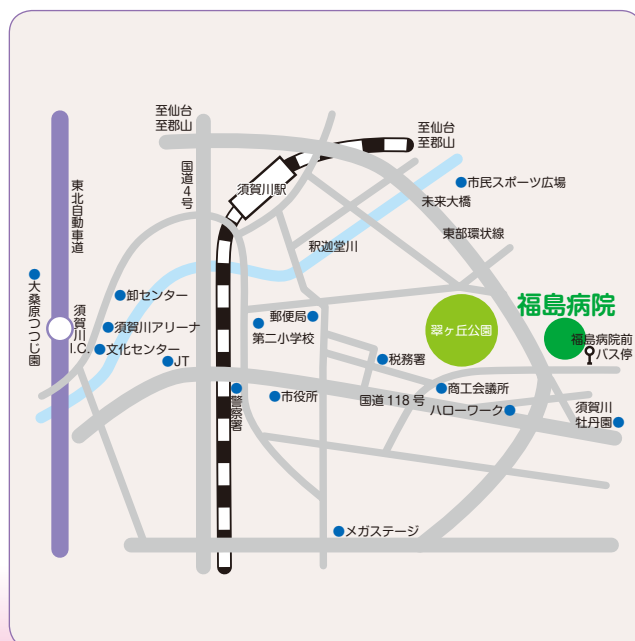 至仙台
至郡山
至仙台
至郡山
国道4号
須賀川駅
東北自動車道
市民スポーツ広場
未来大橋
東部環状線
釈迦堂川
大桑原つつじ園
卸センター
福島病院
須賀川
I.C.
須賀川アリーナ
郵便局
第二小学校
翠ヶ丘公園
福島病院前
バス停
文化センター
JT
税務署
警察署
市役所
商工会議所
国道118号
ハローワーク
須賀川
牡丹園
メガステージ